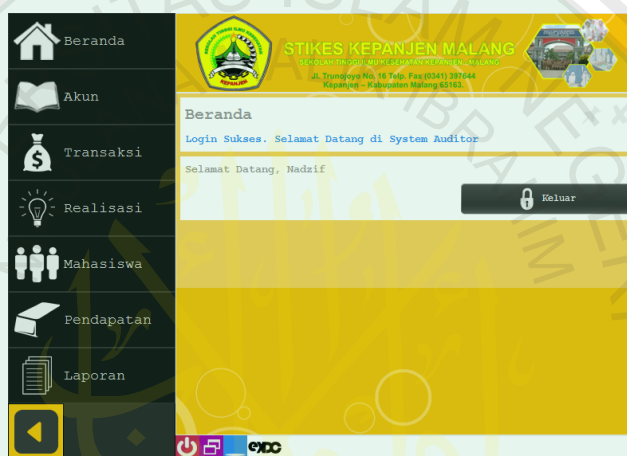 Beranda
Akun
Transaksi
Realisasi
Mahasiswa
Pendapatan
Laporan
STIKES KEPANJEN MALANG
SEKOLAH TINGGI ILMU KESEHATAN KEPANJEN - MALANG
Jl. Trunojoyo No. 16 Telp. Fax (0341) 397644
Kepanjen – Kabupaten Malang 65163.
KEPANJEN
Beranda
Login Sukses. Selamat Datang di System Auditor
Selamat Datang, Nadzif
Keluar